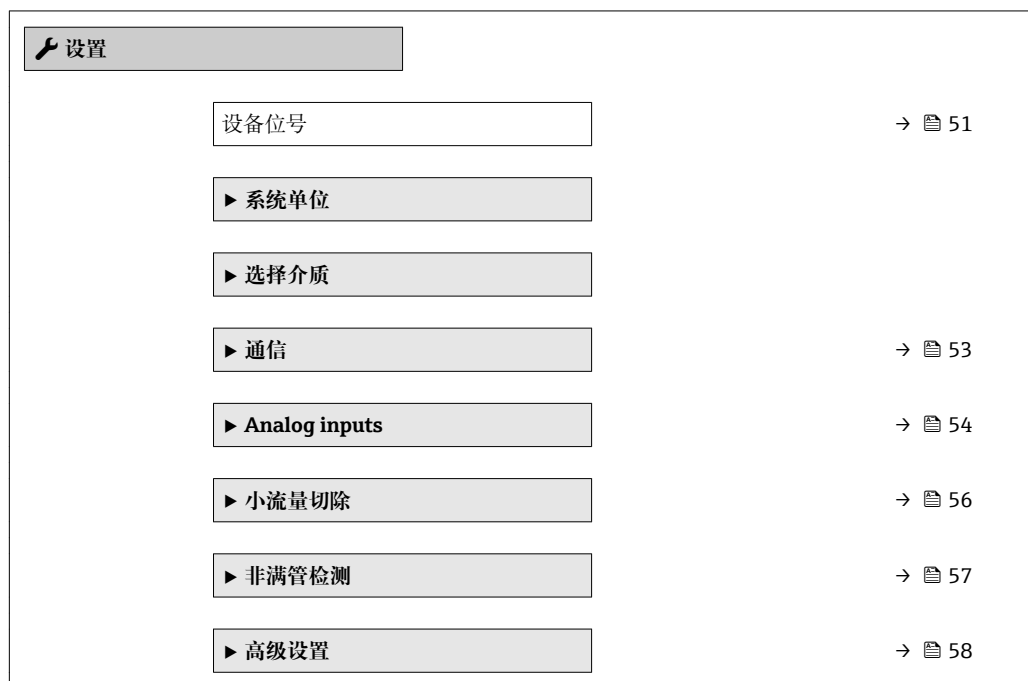 设置
设备位号 → 51
▶ 系统单位
▶ 选择介质
▶ 通信 → 53
▶ Analog inputs → 54
▶ 小流量切除 → 56
▶ 非满管检测 → 57
▶ 高级设置 → 58